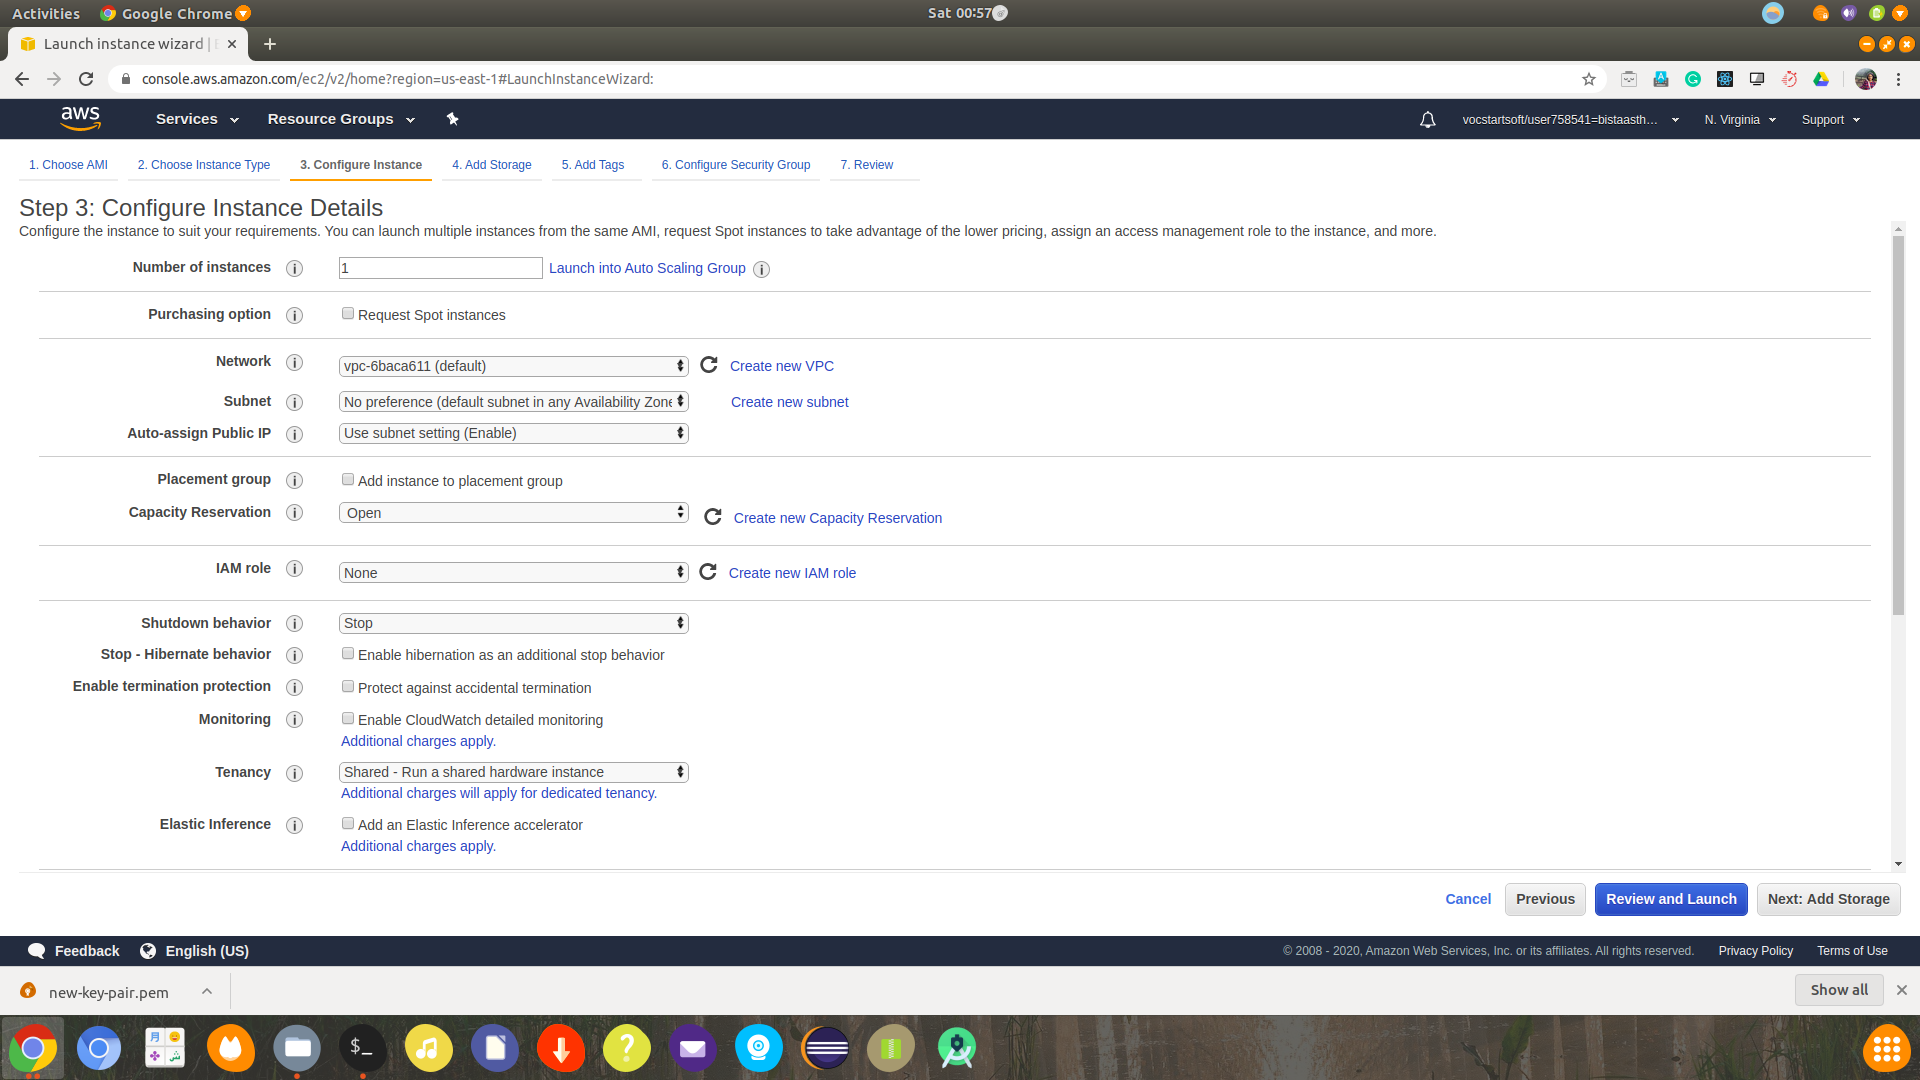 Activities
Google Chrome
Sat 00:57
Launch instance wizard |
console.aws.amazon.com/ec2/v2/home?region=us-east-1#LaunchInstanceWizard:
aws
Services
Resource Groups
vocstartsoft/user758541=bistaasth...
N. Virginia
Support
1. Choose AMI
2. Choose Instance Type
3. Configure Instance
4. Add Storage
5. Add Tags
6. Configure Security Group
7. Review
Step 3: Configure Instance Details
Configure the instance to suit your requirements. You can launch multiple instances from the same AMI, request Spot instances to take advantage of the lower pricing, assign an access management role to the instance, and more.
Number of instances
1
Launch into Auto Scaling Group
Purchasing option
Request Spot instances
Network
vpc-6baca611 (default)
Create new VPC
Subnet
No preference (default subnet in any Availability Zone
Create new subnet
Auto-assign Public IP
Use subnet setting (Enable)
Placement group
Add instance to placement group
Capacity Reservation
Open
Create new Capacity Reservation
IAM role
None
Create new IAM role
Shutdown behavior
Stop
Stop - Hibernate behavior
Enable hibernation as an additional stop behavior
Enable termination protection
Protect against accidental termination
Monitoring
Enable CloudWatch detailed monitoring
Additional charges apply.
Tenancy
Shared - Run a shared hardware instance
Additional charges will apply for dedicated tenancy.
Elastic Inference
Add an Elastic Inference accelerator
Additional charges apply.
Cancel
Previous
Review and Launch
Next: Add Storage
Feedback
English (US)
© 2008 - 2020, Amazon Web Services, Inc. or its affiliates. All rights reserved.
Privacy Policy
Terms of Use
new-key-pair.pem
Show all